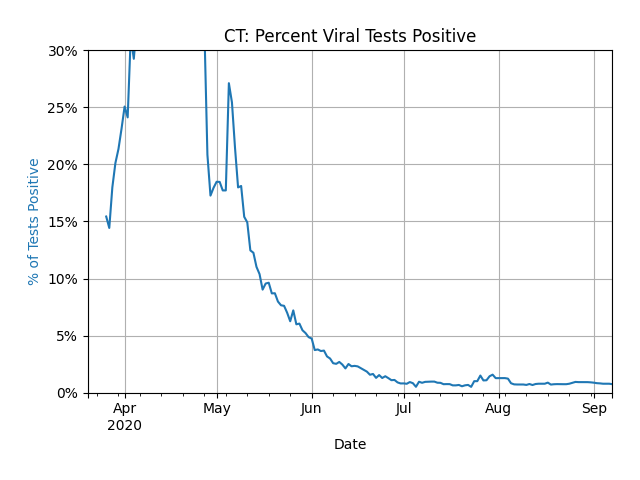 CT: Percent Viral Tests Positive
% of Tests Positive
30%
25%
20%
15%
10%
5%
0%
Apr
2020
May
Jun
Jul
Aug
Sep
Date